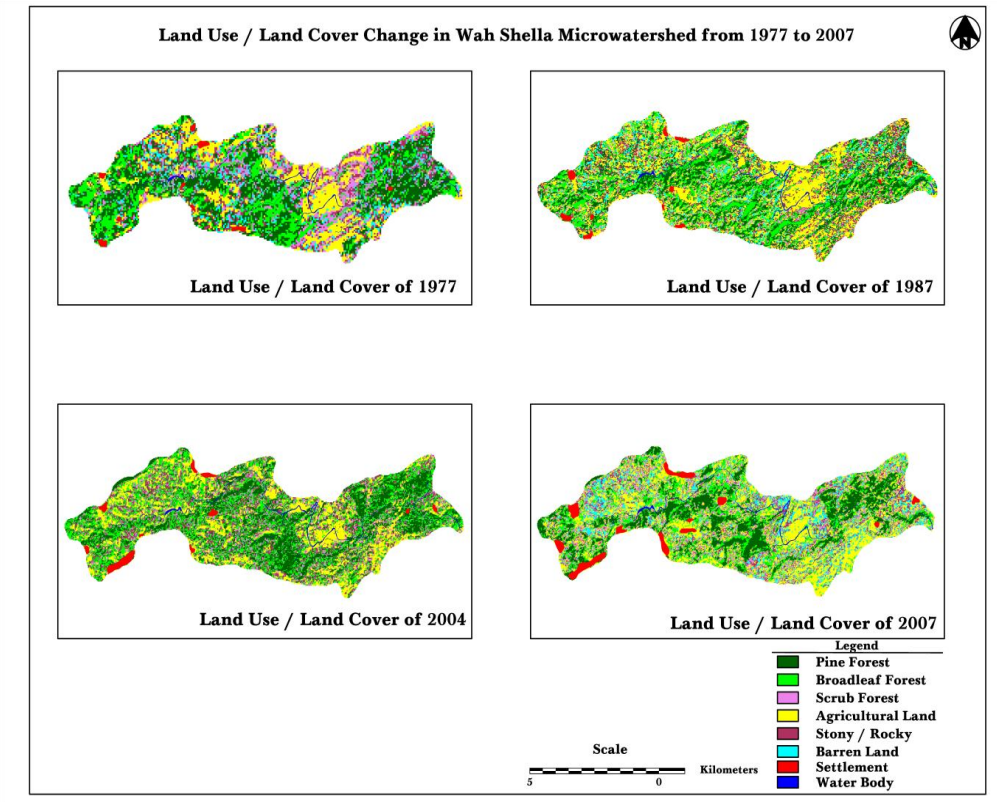 Land Use / Land Cover Change in Wah Shella Microwatershed from 1977 to 2007
N
Land Use / Land Cover of 1977
Land Use / Land Cover of 1987
Land Use / Land Cover of 2004
Land Use / Land Cover of 2007
Legend
Pine Forest
Broadleaf Forest
Scrub Forest
Agricultural Land
Stony / Rocky
Barren Land
Settlement
Water Body
Scale
Kilometers
5 0